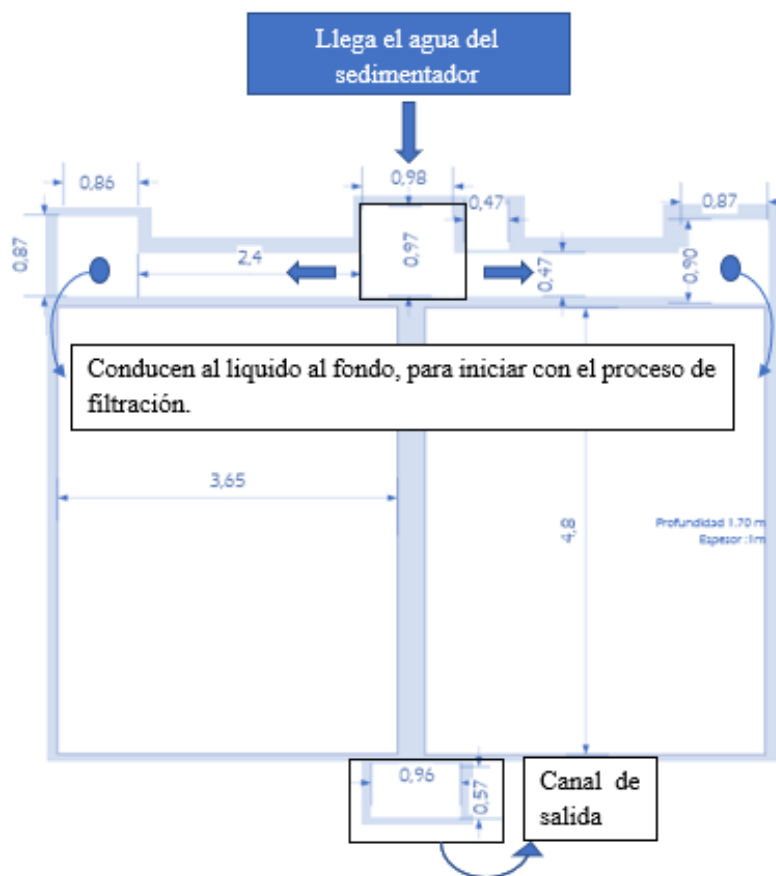 Llega el agua del
sedimentador
0,86
0,98
0,47
0,87
0,87
2,4
0,97
0,47
0,90
Conducen al liquido al fondo, para iniciar con el proceso de
filtración.
3,65
4,8
Profundidad 1.70 m
Espesor :1m
0,96
0,57
Canal de
salida